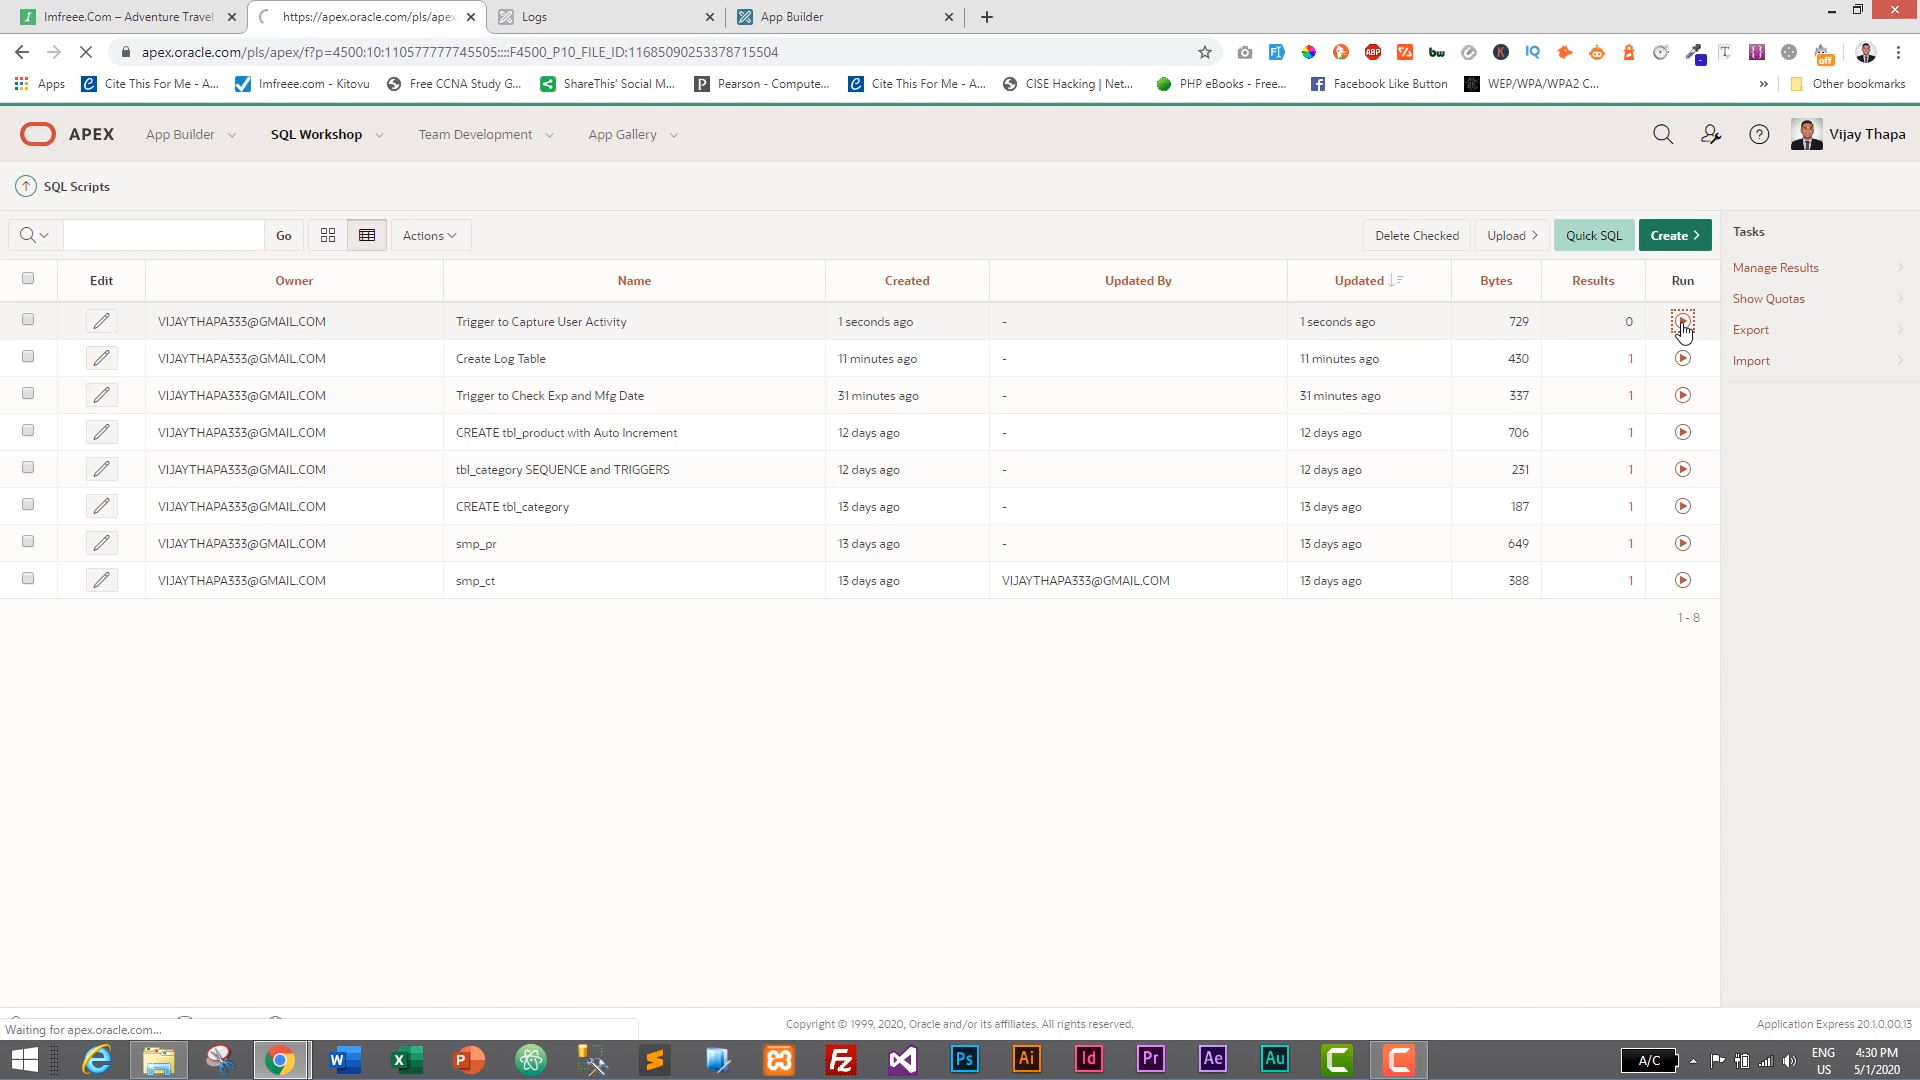 Imfreee.Com – Adventure Travel
https://apex.oracle.com/pls/apex
Logs
App Builder
apex.oracle.com/pls/apex/f?p=4500:10:110577777745505::::F4500_P10_FILE_ID:11685090253378715504
Apps
Cite This For Me - A...
Imfreee.com - Kitovu
Free CCNA Study G...
ShareThis' Social M...
Pearson - Compute...
Cite This For Me - A...
CISE Hacking | Net...
PHP eBooks - Free...
Facebook Like Button
WEP/WPA/WPA2 C...
»
Other bookmarks
APEX
App Builder
SQL Workshop
Team Development
App Gallery
Vijay Thapa
SQL Scripts
Go
Actions
Delete Checked
Upload
Quick SQL
Create
Tasks
Manage Results
Show Quotas
Export
Import
Edit Owner Name Created Updated By Updated Bytes Results Run
VIJAYTHAPA333@GMAIL.COM Trigger to Capture User Activity 1 seconds ago - 1 seconds ago 729 0
VIJAYTHAPA333@GMAIL.COM Create Log Table 11 minutes ago - 11 minutes ago 430 1
VIJAYTHAPA333@GMAIL.COM Trigger to Check Exp and Mfg Date 31 minutes ago - 31 minutes ago 337 1
VIJAYTHAPA333@GMAIL.COM CREATE tbl_product with Auto Increment 12 days ago - 12 days ago 706 1
VIJAYTHAPA333@GMAIL.COM tbl_category SEQUENCE and TRIGGERS 12 days ago - 12 days ago 231 1
VIJAYTHAPA333@GMAIL.COM CREATE tbl_category 13 days ago - 13 days ago 187 1
VIJAYTHAPA333@GMAIL.COM smp_pr 13 days ago - 13 days ago 649 1
VIJAYTHAPA333@GMAIL.COM smp_ct 13 days ago VIJAYTHAPA333@GMAIL.COM 13 days ago 388 1
1 - 8
Waiting for apex.oracle.com...
Copyright © 1999, 2020, Oracle and/or its affiliates. All rights reserved.
Application Express 20.1.0.00.13
A/C
ENG
US
4:30 PM
5/1/2020